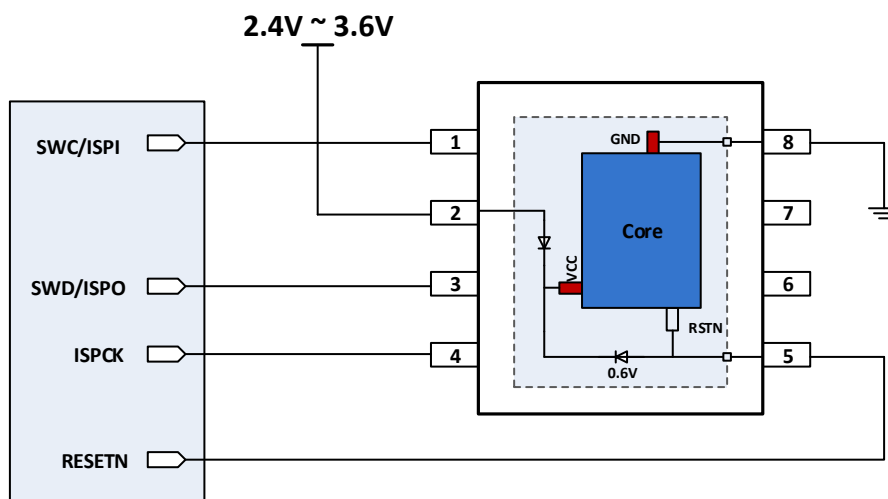 2.4V ~ 3.6V
SWC/ISPI
SWD/ISPO
ISPCK
RESETN
1
2
3
4
GND
Core
VCC
RSTN
0.6V
8
7
6
5